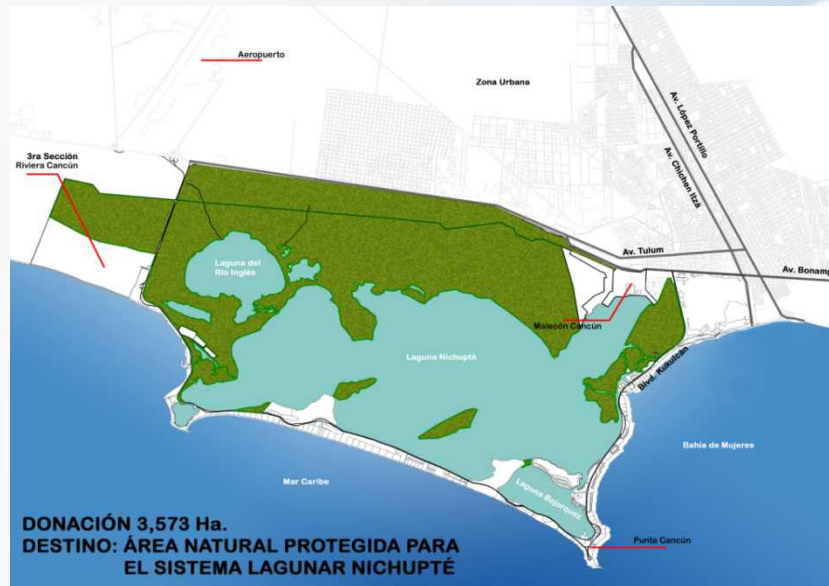 Aeropuerto
Zona Urbana
Av. López Portillo
Av. Chichen Itzá
3ra Sección
Riviera Cancún
Av. Tulum
Laguna del
Río Inglés
Av. Bonamp
Malecón Cancún
Laguna Nichupté
Blvd. Kukulcán
Bahía de Mujeres
Mar Caribe
Laguna Bojorquez
DONACIÓN 3,573 Ha.
DESTINO: ÁREA NATURAL PROTEGIDA PARA
EL SISTEMA LAGUNAR NICHUPTÉ
Punta Cancún